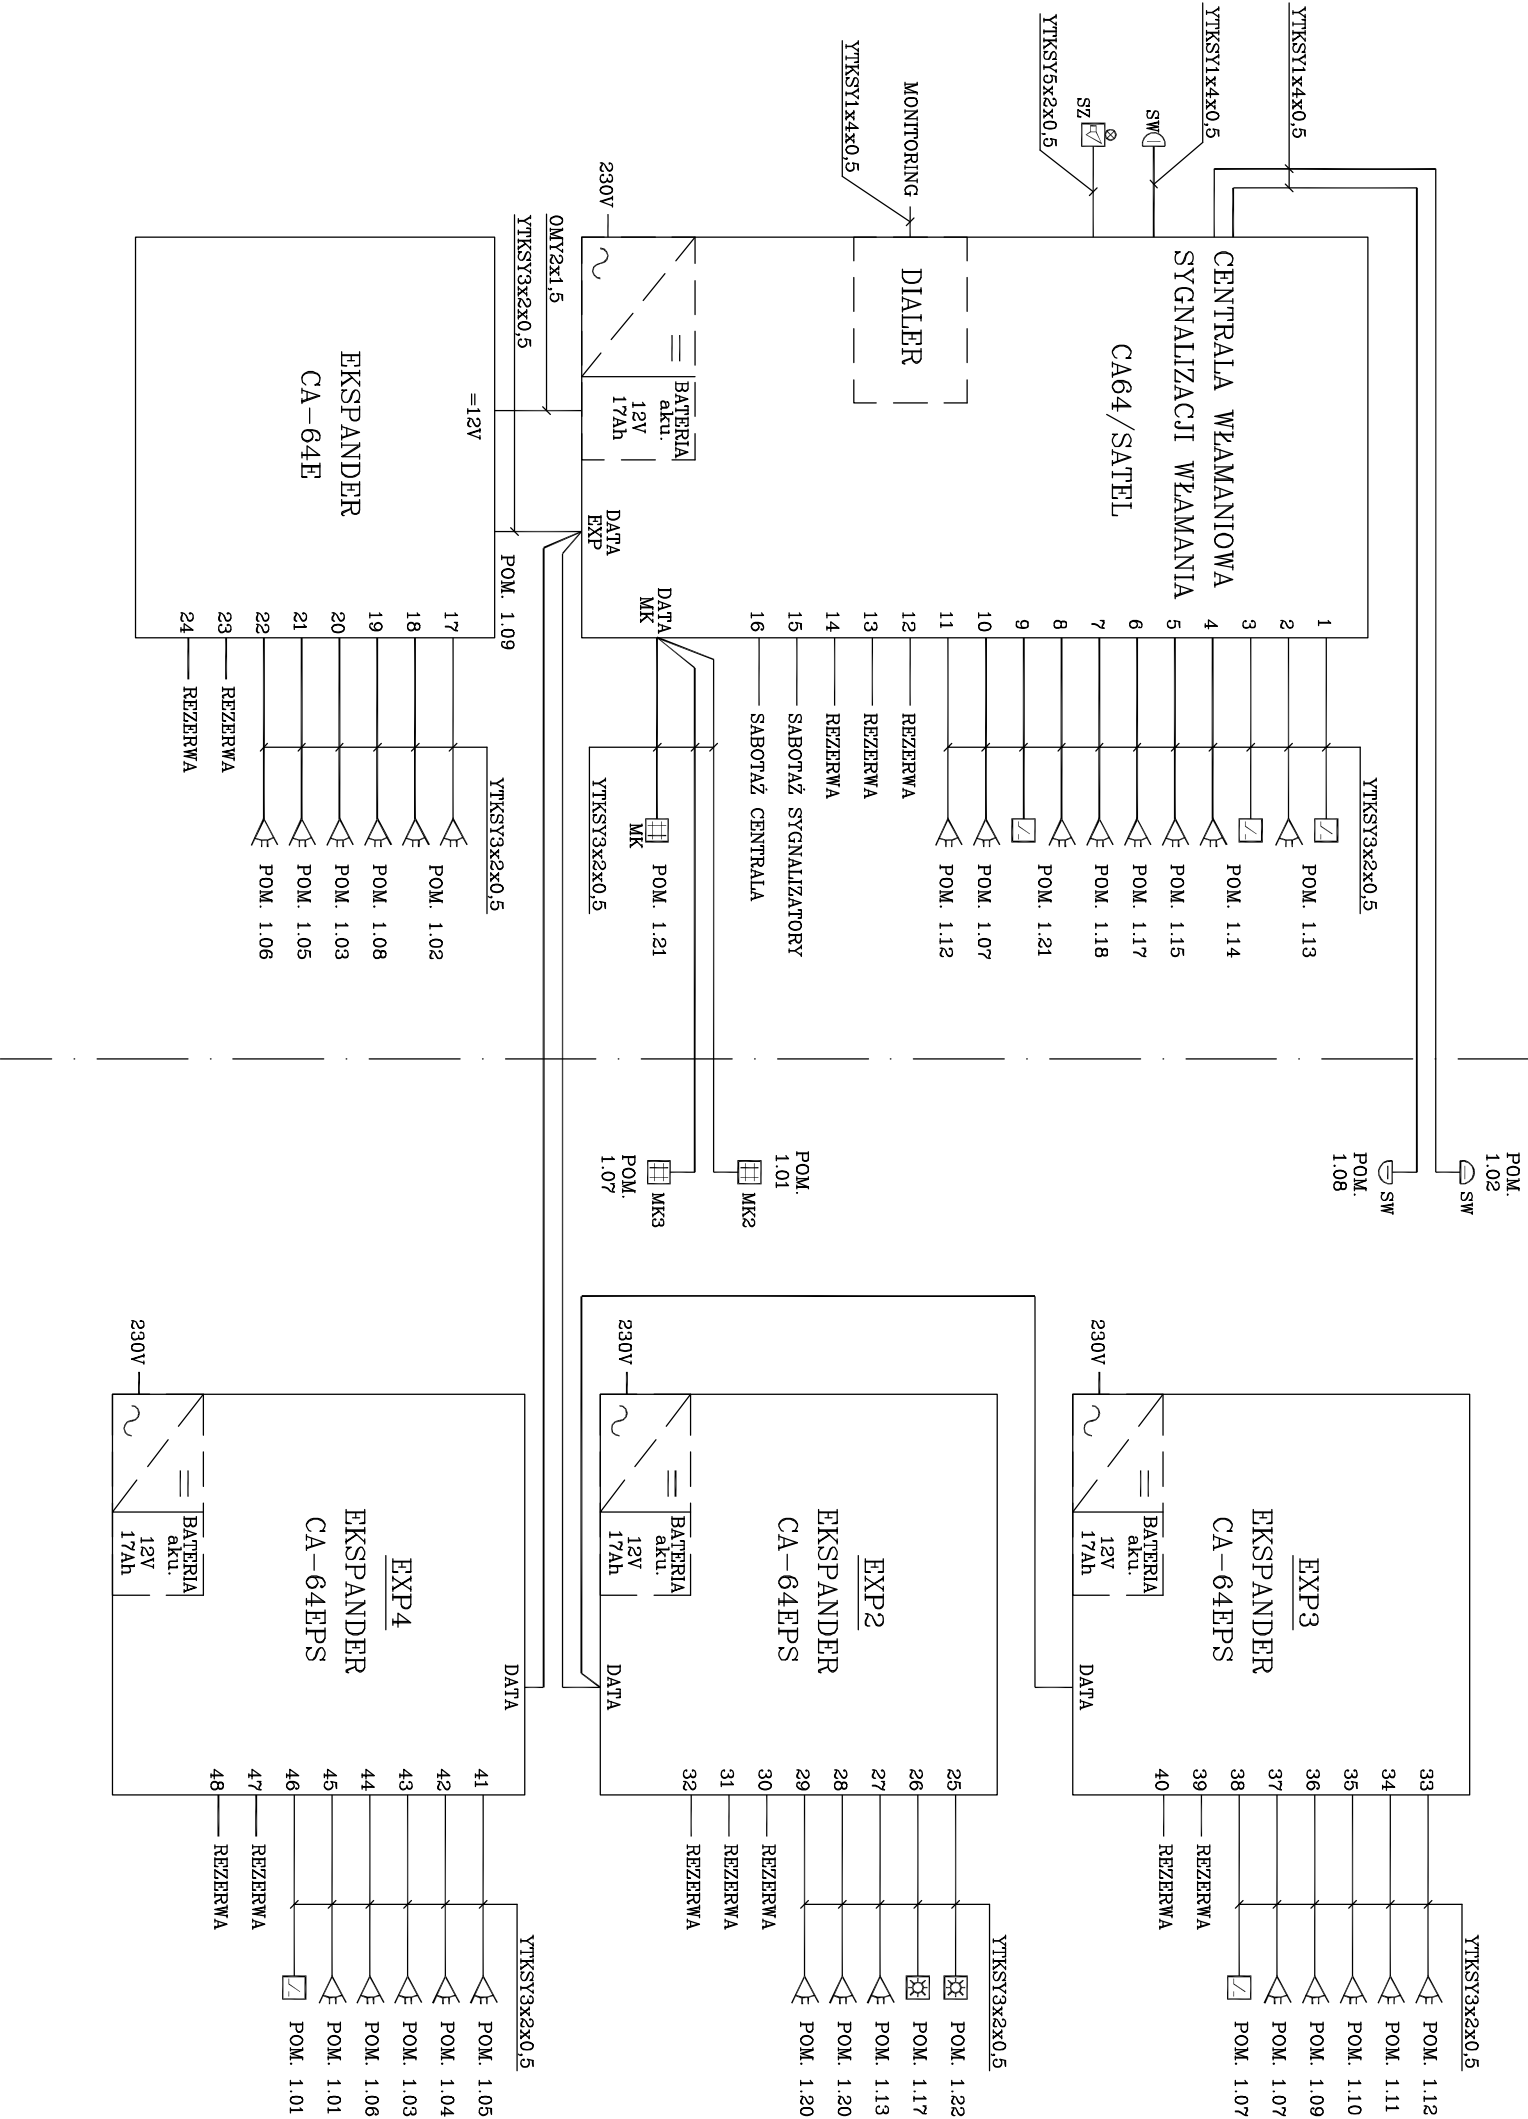 YTKSY1x4x0,5
YTKSY1x4x0,5
YTKSY5x2x0,5
YTKSY1x4x0,5
SW
SZ
MONITORING
230V
CENTRALA WŁAMANIOWA
SYGNALIZACJI WŁAMANIA
CA64/SATEL
DIALER
BATERIA
aku.
12V
17Ah
DATA
EXP
DATA
MK
1
2
3
4
5
6
7
8
9
10
11
12
13
14
15
16
YTKSY3x2x0,5
POM. 1.13
POM. 1.14
POM. 1.15
POM. 1.17
POM. 1.18
POM. 1.21
POM. 1.07
POM. 1.12
REZERWA
REZERWA
REZERWA
SABOTAŻ SYGNALIZATORY
SABOTAŻ CENTRALA
MK
POM. 1.21
YTKSY3x2x0,5
OMY2x1,5
YTKSY3x2x0,5
=12V
POM. 1.09
EKSPANDER
CA-64E
17
18
19
20
21
22
23
24
YTKSY3x2x0,5
POM. 1.02
POM. 1.08
POM. 1.03
POM. 1.05
POM. 1.06
REZERWA
REZERWA
POM.
1.02
SW
POM.
1.08
SW
POM.
1.01
MK2
POM.
1.07
MK3
230V
EXP3
EKSPANDER
CA-64EPS
BATERIA
aku.
12V
17Ah
DATA
33
34
35
36
37
38
39
40
YTKSY3x2x0,5
POM. 1.12
POM. 1.11
POM. 1.10
POM. 1.09
POM. 1.07
POM. 1.07
REZERWA
REZERWA
230V
EXP2
EKSPANDER
CA-64EPS
BATERIA
aku.
12V
17Ah
DATA
25
26
27
28
29
30
31
32
YTKSY3x2x0,5
POM. 1.22
POM. 1.17
POM. 1.13
POM. 1.20
POM. 1.20
REZERWA
REZERWA
REZERWA
230V
EXP4
EKSPANDER
CA-64EPS
BATERIA
aku.
12V
17Ah
DATA
41
42
43
44
45
46
47
48
YTKSY3x2x0,5
POM. 1.05
POM. 1.04
POM. 1.03
POM. 1.06
POM. 1.01
POM. 1.01
REZERWA
REZERWA